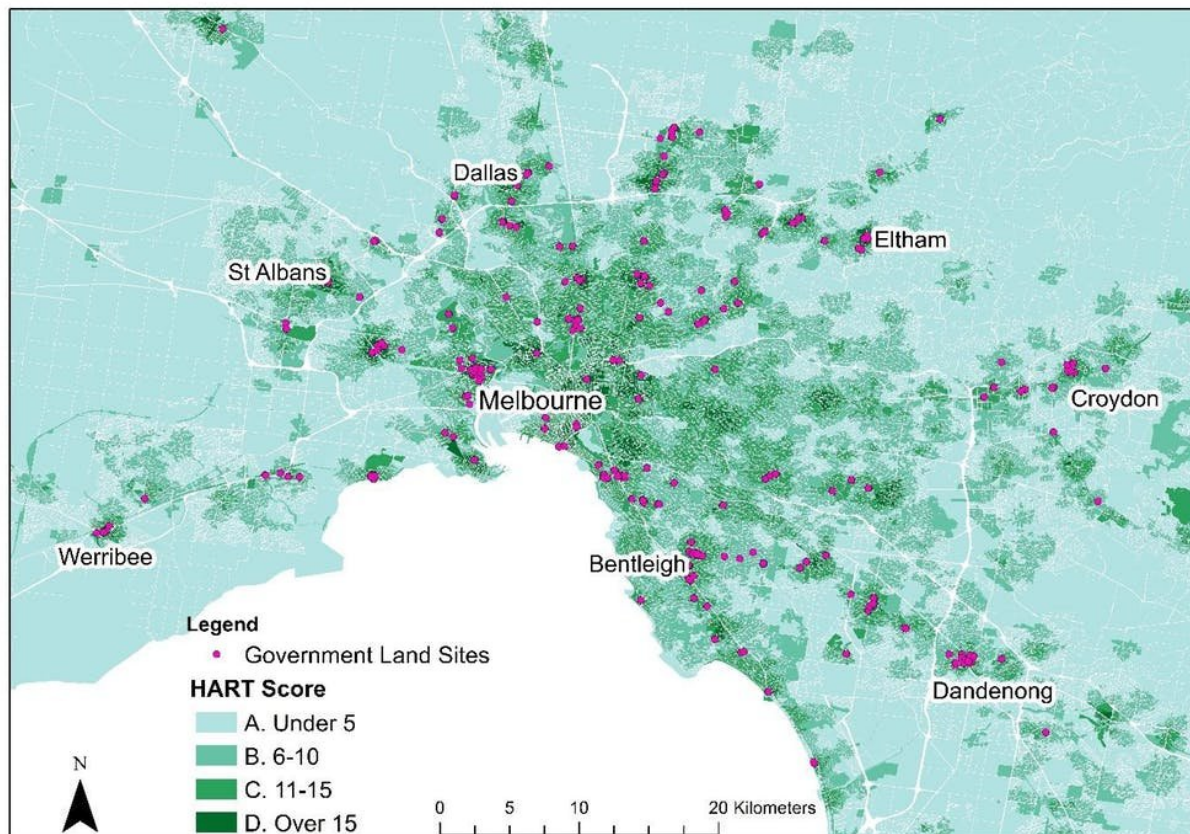 Dallas
Eltham
St Albans
Melbourne
Croydon
Werribee
Bentleigh
Dandenong
Legend
Government Land Sites
HART Score
A. Under 5
B. 6-10
C. 11-15
D. Over 15
N
0 5 10 20 Kilometers